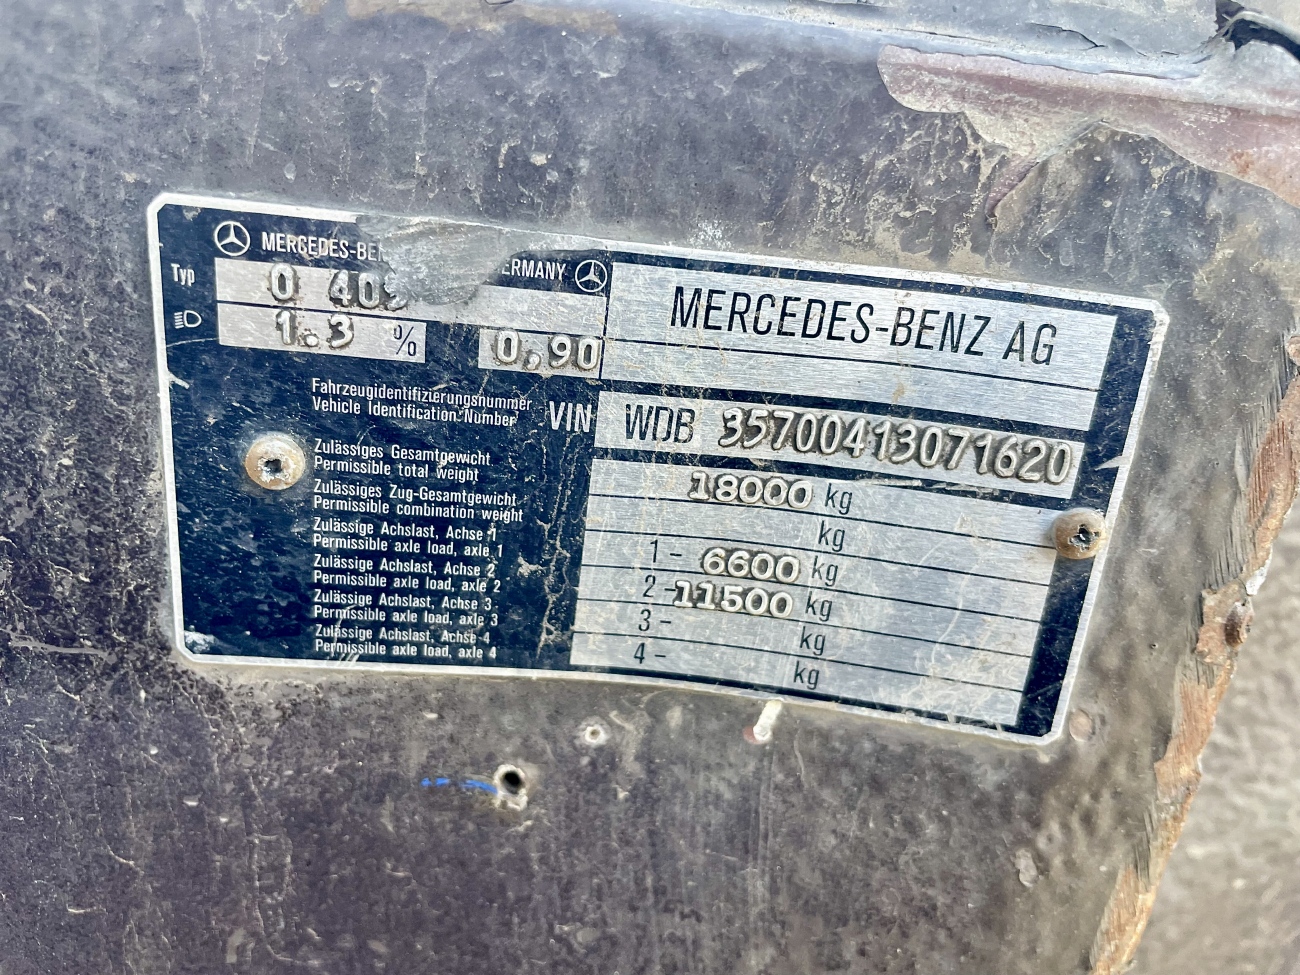 MERCEDES-BEN
ERMANY
MERCEDES-BENZ AG
Typ
O 40
1.3 %
0,90
Fahrzeugidentifizierungsnummer
Vehicle Identification Number
VIN
WDB 35700413071620
Zulässiges Gesamtgewicht
Permissible total weight
18000 kg
Zulässiges Zug-Gesamtgewicht
Permissible combination weight
kg
Zulässige Achslast, Achse 1
Permissible axle load, axle 1
1 - 6600 kg
Zulässige Achslast, Achse 2
Permissible axle load, axle 2
2 - 11500 kg
Zulässige Achslast, Achse 3
Permissible axle load, axle 3
3 - kg
Zulässige Achslast, Achse 4
Permissible axle load, axle 4
4 - kg